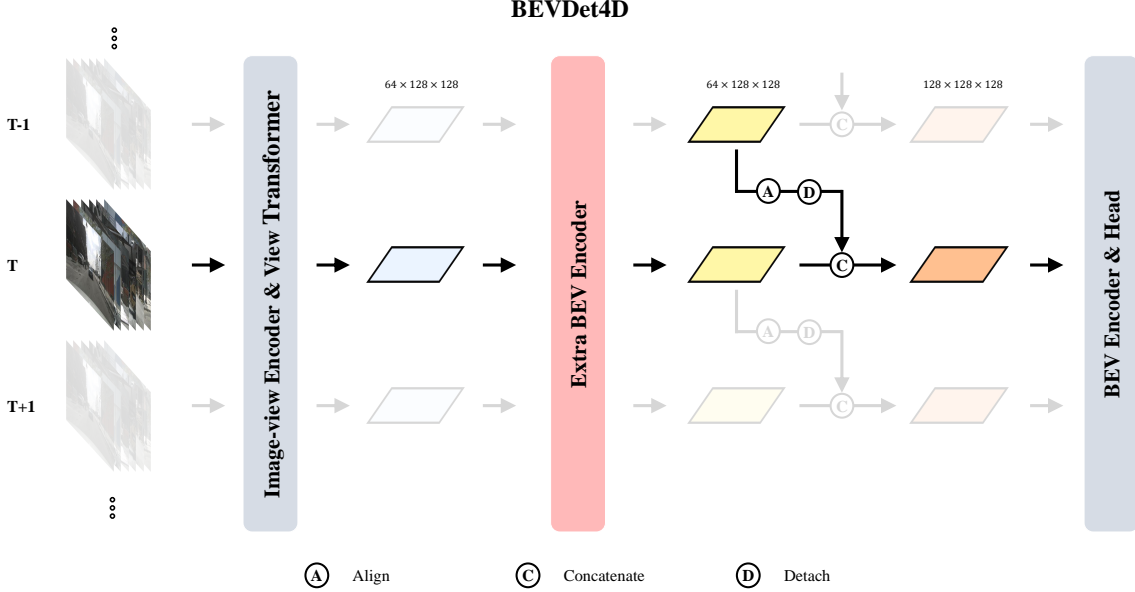 BEVDet4D
64 × 128 × 128
64 × 128 × 128
128 × 128 × 128
T-1
C
A
D
T
C
A
D
T+1
C
Image-view Encoder & View Transformer
Extra BEV Encoder
BEV Encoder & Head
A Align
C Concatenate
D Detach